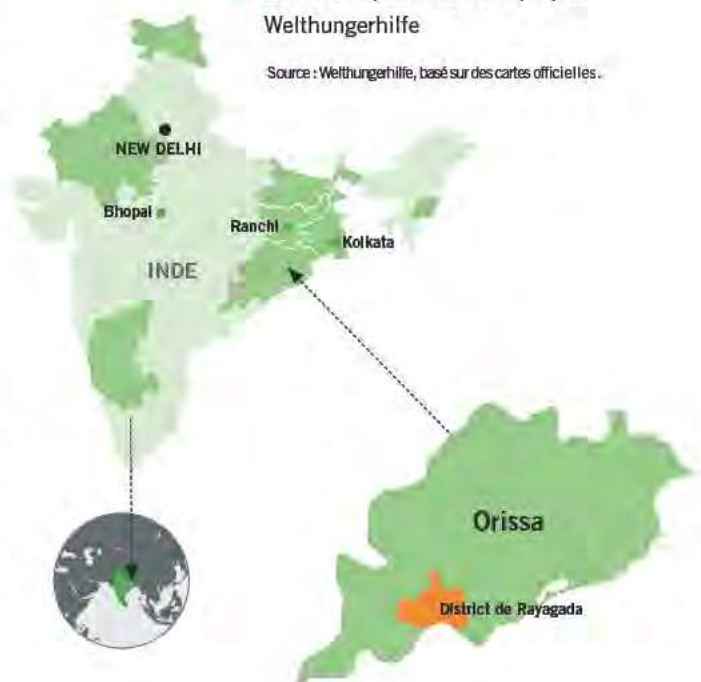 Welthungerhilfe
Source : Welthungerhilfe, basé sur des cartes officielles.
NEW DELHI
Bhopal
Ranchi
Kolkata
INDE
Orissa
District de Rayagada